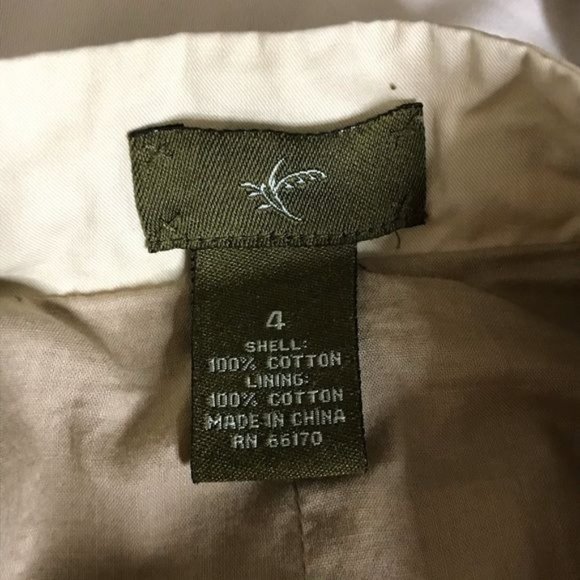 4
SHELL:
100% COTTON
LINING:
100% COTTON
MADE IN CHINA
RN 66170